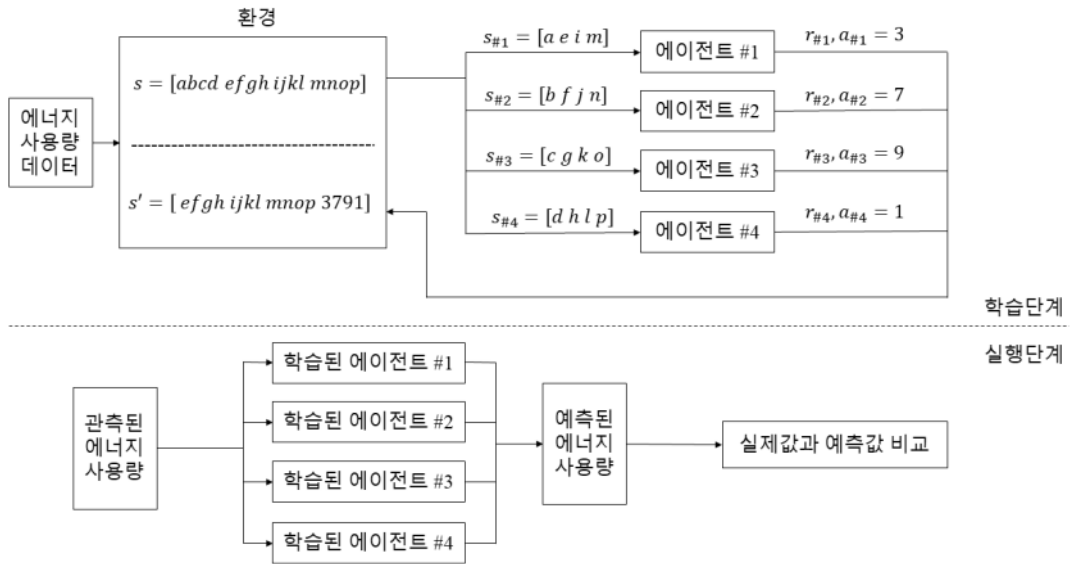 환경
에너지
사용량
데이터
s = [abcd efgh ijkl mnop]
s′ = [ efgh ijkl mnop 3791]
s#1 = [a e i m]
에이전트 #1
r#1, a#1 = 3
s#2 = [b f j n]
에이전트 #2
r#2, a#2 = 7
s#3 = [c g k o]
에이전트 #3
r#3, a#3 = 9
s#4 = [d h l p]
에이전트 #4
r#4, a#4 = 1
학습단계
실행단계
관측된
에너지
사용량
학습된 에이전트 #1
학습된 에이전트 #2
학습된 에이전트 #3
학습된 에이전트 #4
예측된
에너지
사용량
실제값과 예측값 비교